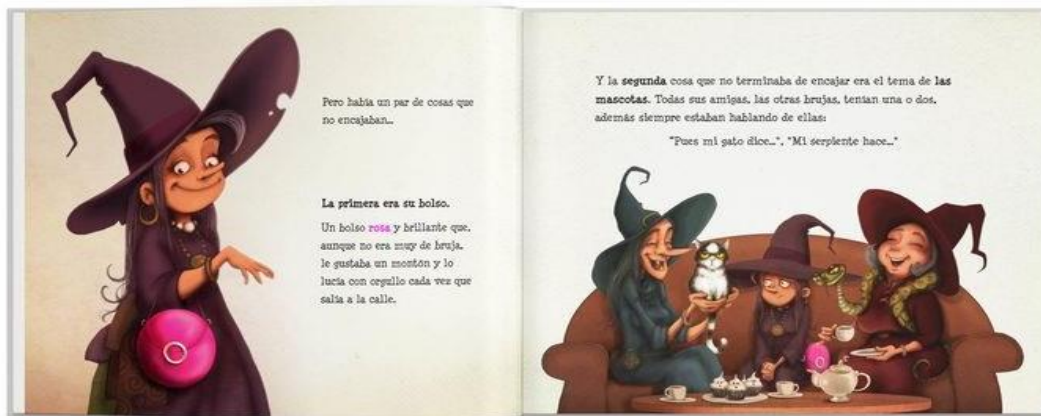 Pero había un par de cosas que
no encajaban...
La primera era su bolso.
Un bolso rosa y brillante que,
aunque no era muy de bruja,
le gustaba un montón y lo
lucía con orgullo cada vez que
salía a la calle.
Y la segunda cosa que no terminaba de encajar era el tema de las
mascotas. Todas sus amigas, las otras brujas, tenían una o dos,
además siempre estaban hablando de ellas:
"Pues mi gato dice...", "Mi serpiente hace..."